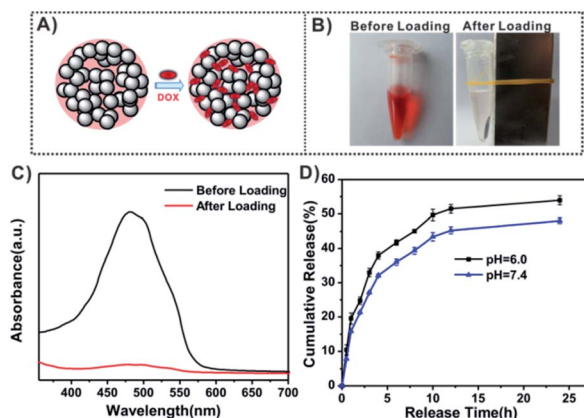 A)
DOX
B)
Before Loading
After Loading
C)
Absorbance(a.u.)
Before Loading
After Loading
400
450
500
550
600
650
700
Wavelength(nm)
D)
Cumulative Release(%)
60
50
40
30
20
10
0
pH=6.0
pH=7.4
0
5
10
15
20
25
Release Time(h)